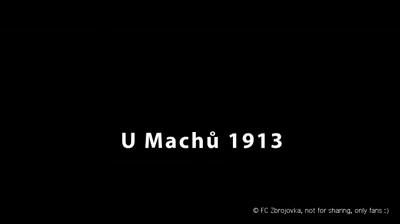 U Machů 1913
© FC Zbrojovka, not for sharing, only fans :)